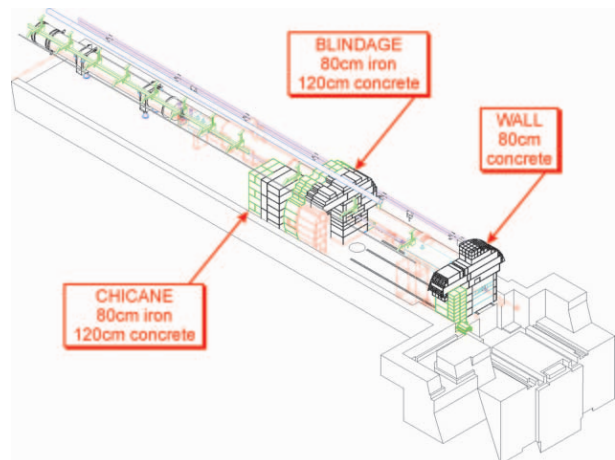 BLINDAGE
80cm iron
120cm concrete
WALL
80cm
concrete
CHICANE
80cm iron
120cm concrete